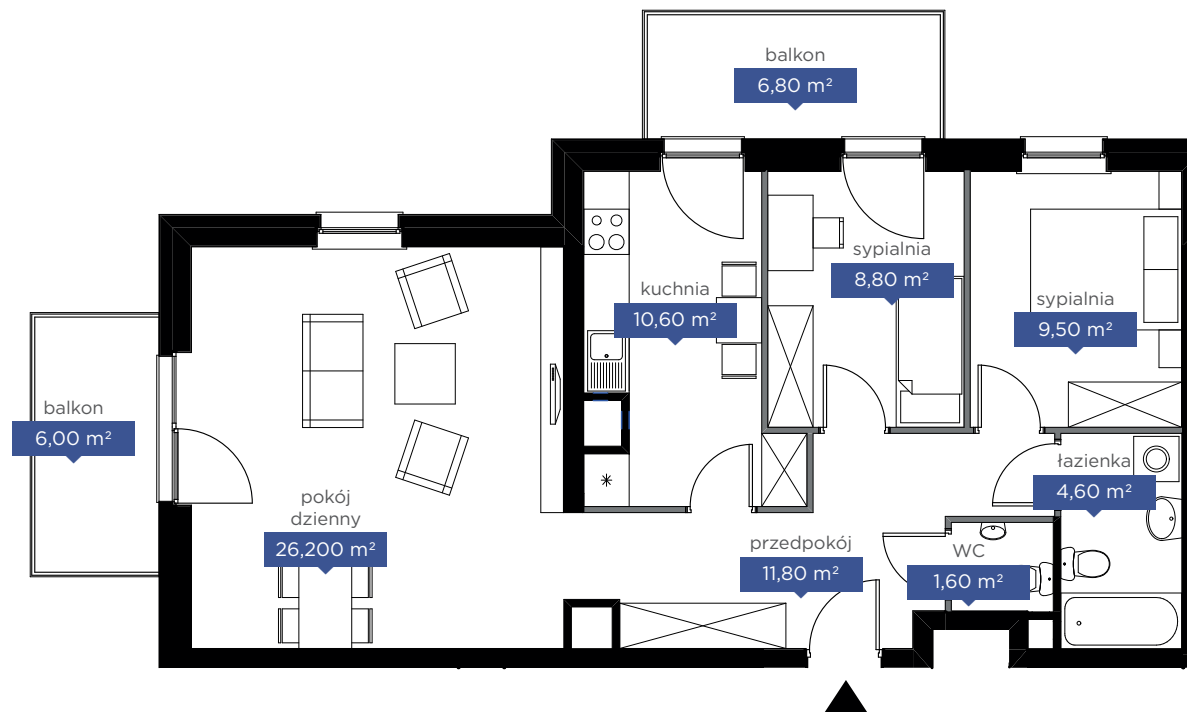 balkon
6,80 m²
sypialnia
8,80 m²
kuchnia
10,60 m²
sypialnia
9,50 m²
balkon
6,00 m²
łazienka
4,60 m²
pokój
dzienny
26,200 m²
przedpokój
11,80 m²
WC
1,60 m²